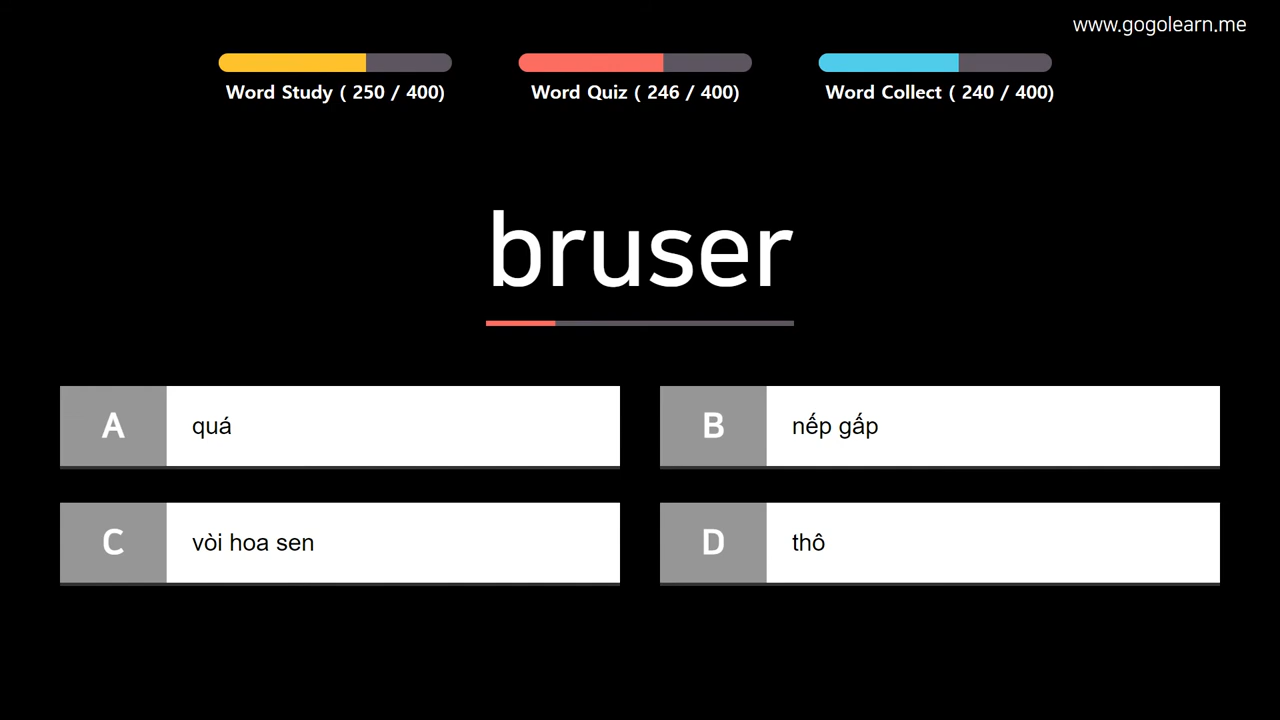 www.gogolearn.me
Word Study ( 250 / 400)
Word Quiz ( 246 / 400)
Word Collect ( 240 / 400)
bruser
A quá
B nếp gấp
C vòi hoa sen
D thô